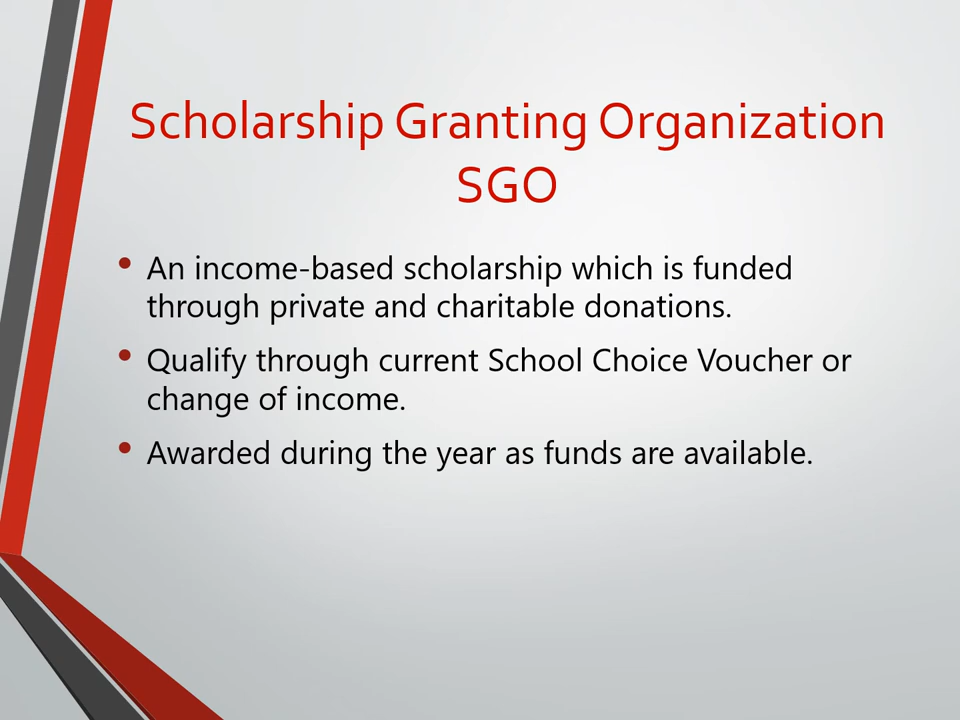 Scholarship Granting Organization
SGO
• An income-based scholarship which is funded
through private and charitable donations.
• Qualify through current School Choice Voucher or
change of income.
• Awarded during the year as funds are available.